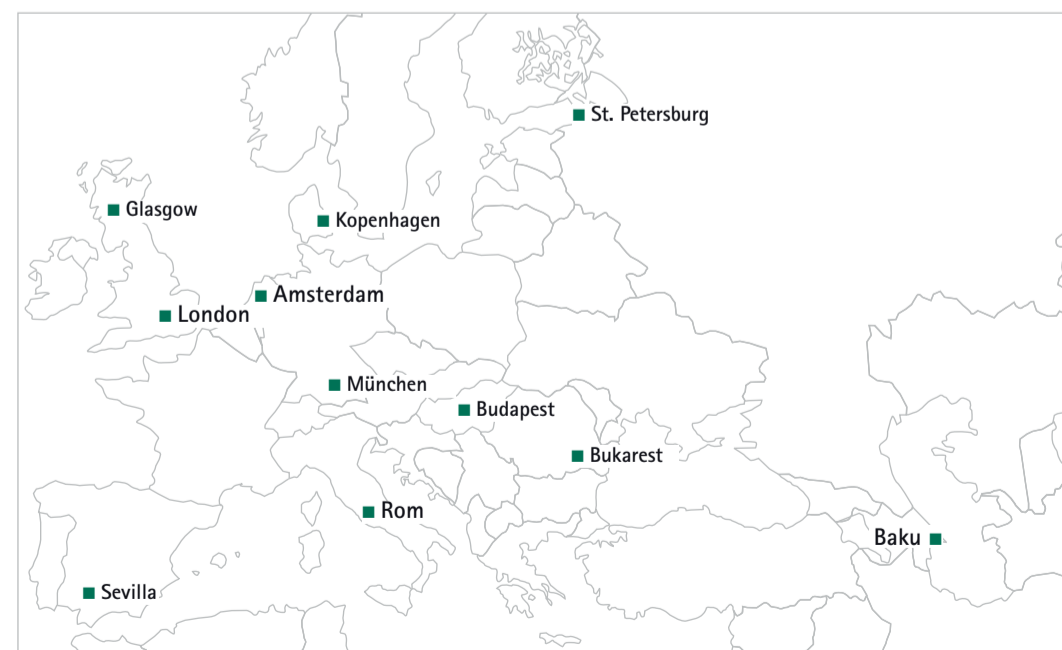 St. Petersburg
Glasgow
Kopenhagen
Amsterdam
London
München
Budapest
Bukarest
Rom
Baku
Sevilla